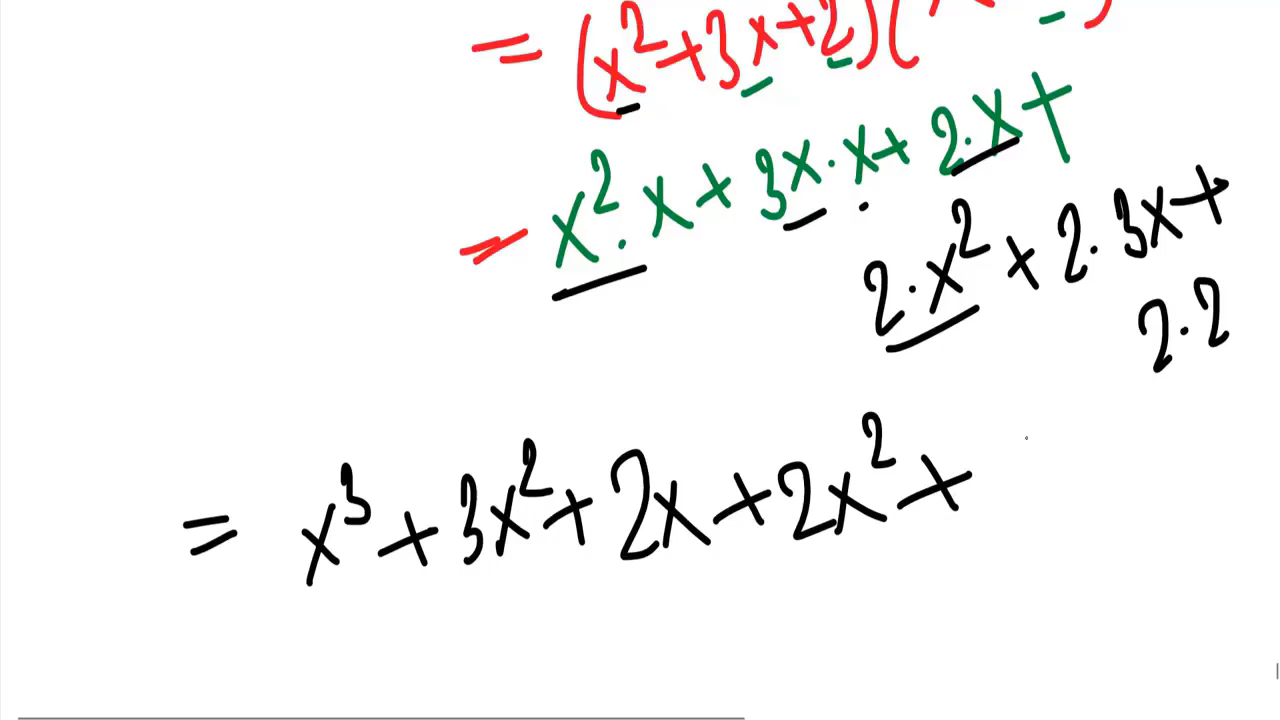 = (x²+3x+2)(
= x²·x+3x·x+2·x+
2·x²+2·3x+
2·2
= x³+3x²+2x+2x²+